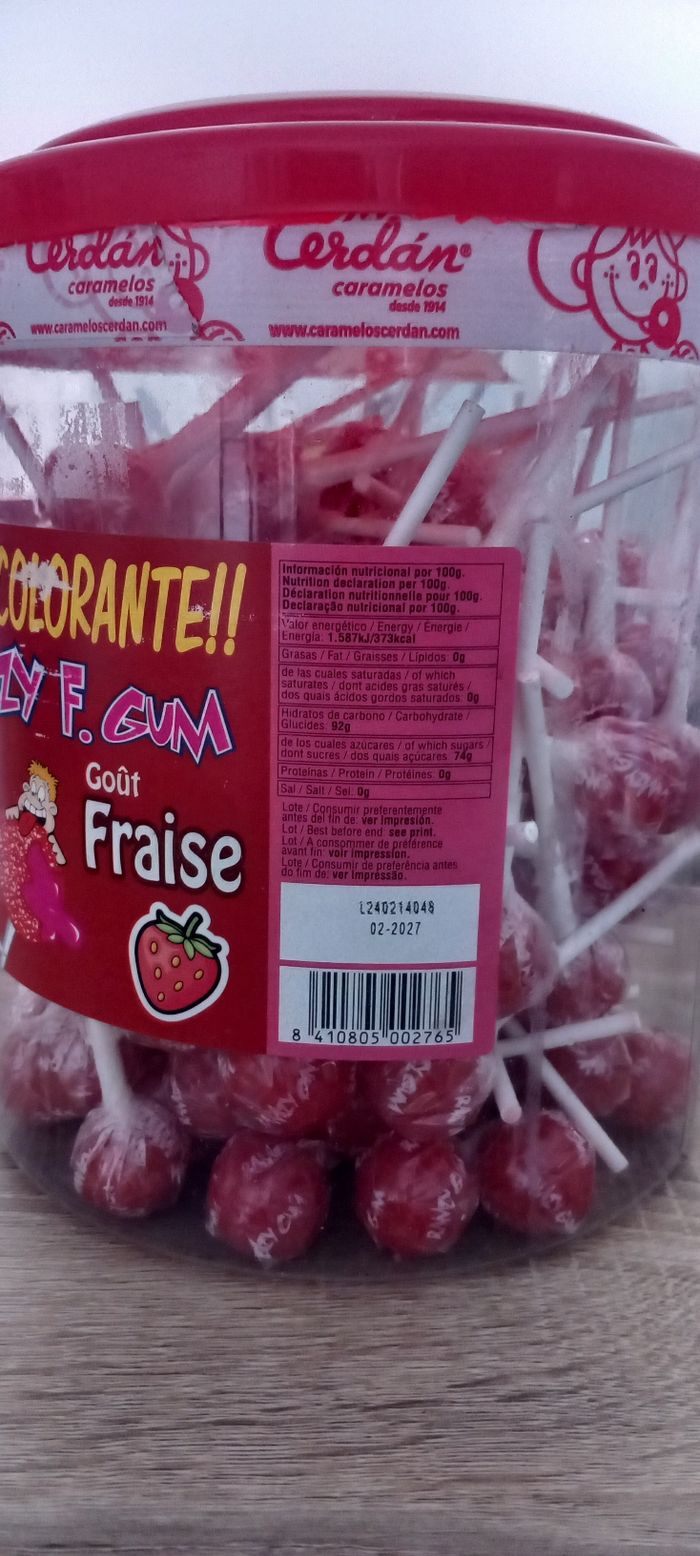 Cerdán
caramelos
desde 1914
www.carameloscerdan.com
Cerdán®
caramelos
desde 1914
www.carameloscerdan.com
COLORANTE!!
ZY F. GUM
Goût
Fraise
Información nutricional por 100g.
Nutrition declaration per 100g.
Déclaration nutritionnelle pour 100g.
Declaração nutricional por 100g.
Valor energético / Energy / Énergie /
Energia: 1.587kJ/373kcal
Grasas / Fat / Graisses / Lípidos: 0g
de las cuales saturadas / of which
saturates / dont acides gras saturés /
dos quais ácidos gordos saturados: 0g
Hidratos de carbono / Carbohydrate /
Glucides: 92g
de los cuales azúcares / of which sugars /
dont sucres / dos quais açúcares: 74g
Proteínas / Protein / Protéines: 0g
Sal / Salt / Sel: 0g
Lote / Consumir preferentemente
antes del fin de: ver impresión.
Lot / Best before end: see print.
Lot / A consommer de préférence
avant fin: voir impression.
Lote / Consumir de preferência antes
do fim de: ver Impressão.
L240214048
02-2027
8 410805 002765